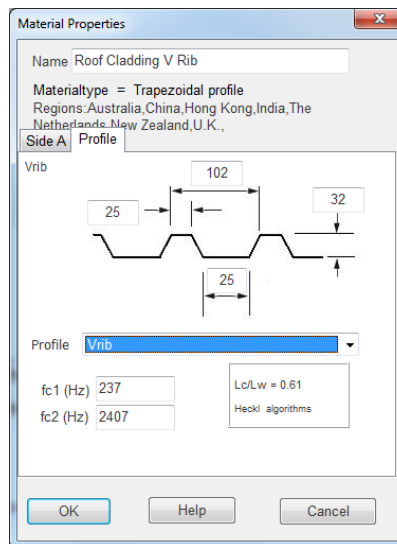 Material Properties
x
Name Roof Cladding V Rib
Materialtype = Trapezoidal profile
Regions:Australia,China,Hong Kong,India,The
Netherlands,New Zealand,U.K.,
Side A Profile
Vrib
102
25
32
25
Profile Vrib
fc1 (Hz) 237
fc2 (Hz) 2407
Lc/Lw = 0.61
Heckl algorithms
OK Help Cancel